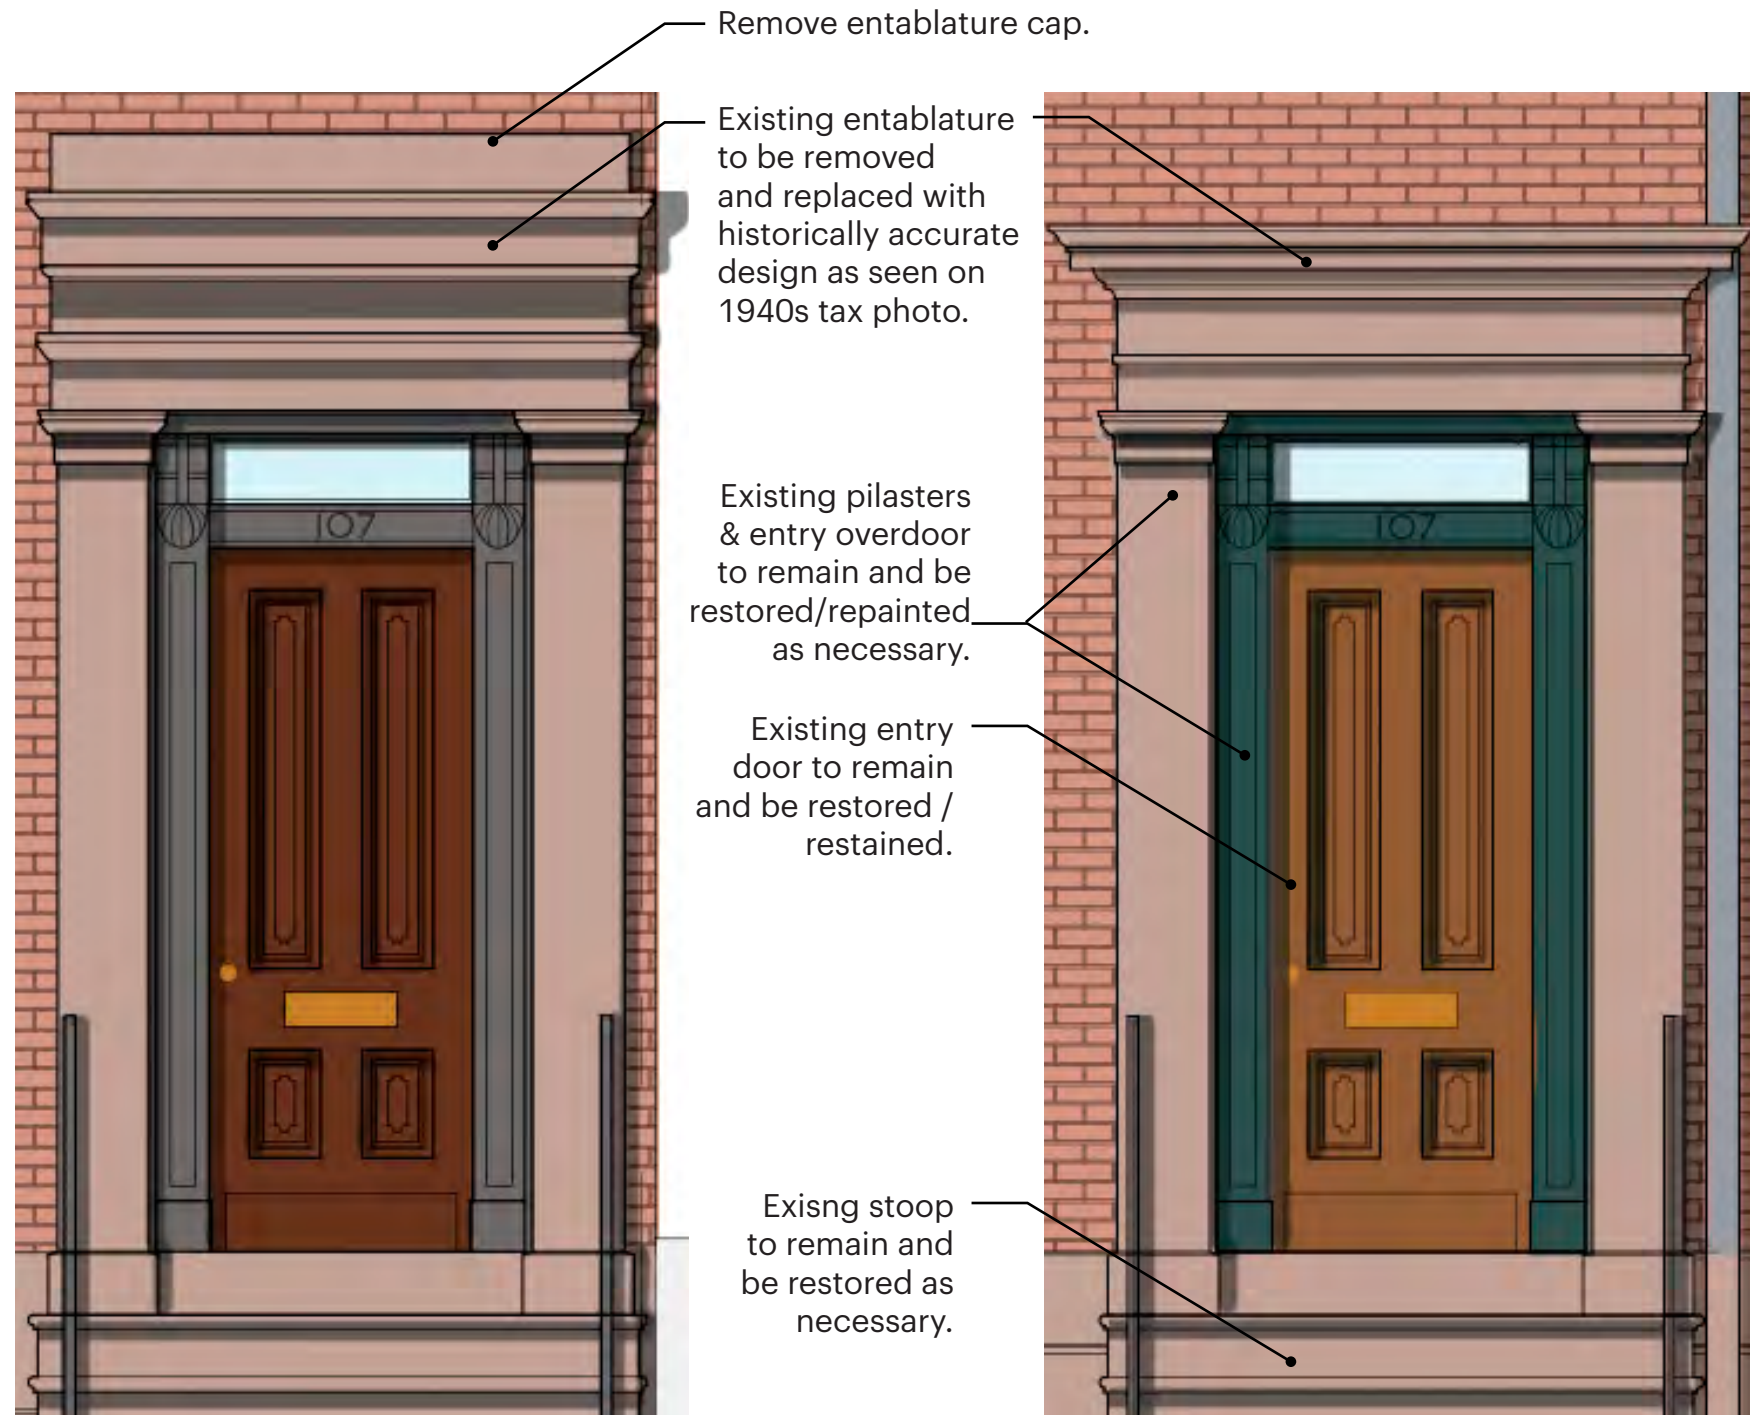 Remove entablature cap.
Existing entablature
to be removed
and replaced with
historically accurate
design as seen on
1940s tax photo.
Existing pilasters
& entry overdoor
to remain and be
restored/repainted
as necessary.
107
107
Existing entry
door to remain
and be restored /
restained.
Exisng stoop
to remain and
be restored as
necessary.